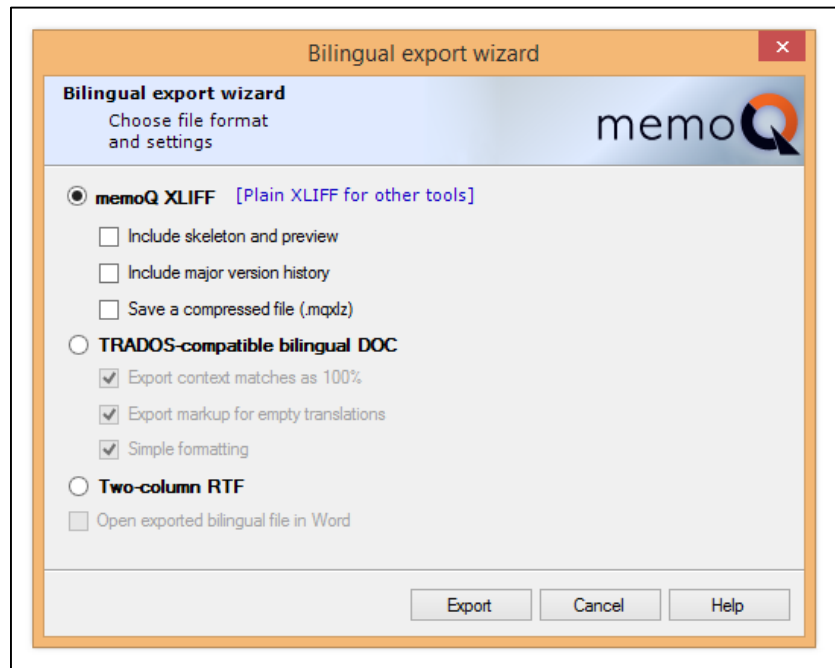 Bilingual export wizard
Bilingual export wizard
Choose file format
and settings
memoQ
memoQ XLIFF [Plain XLIFF for other tools]
Include skeleton and preview
Include major version history
Save a compressed file (.mqxlz)
TRADOS-compatible bilingual DOC
Export context matches as 100%
Export markup for empty translations
Simple formatting
Two-column RTF
Open exported bilingual file in Word
Export Cancel Help